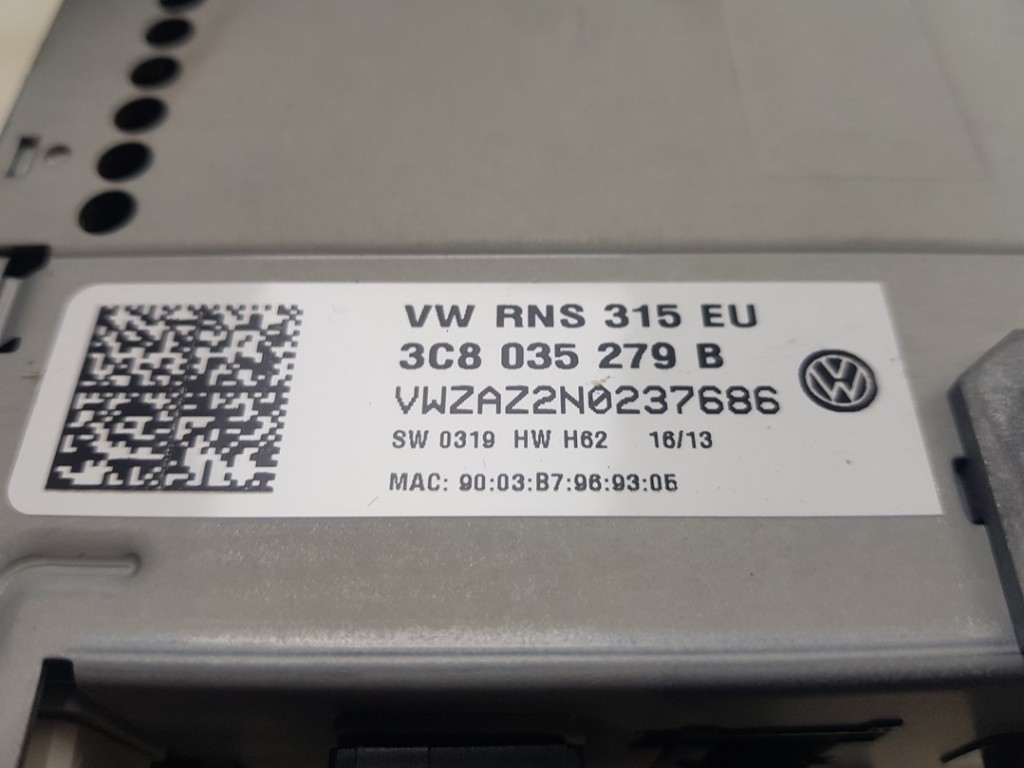 VW RNS 315 EU
3C8 035 279 B
VWZAZ2N0237686
SW 0319 HW H62 16/13
MAC: 90:03:B7:96:93:05